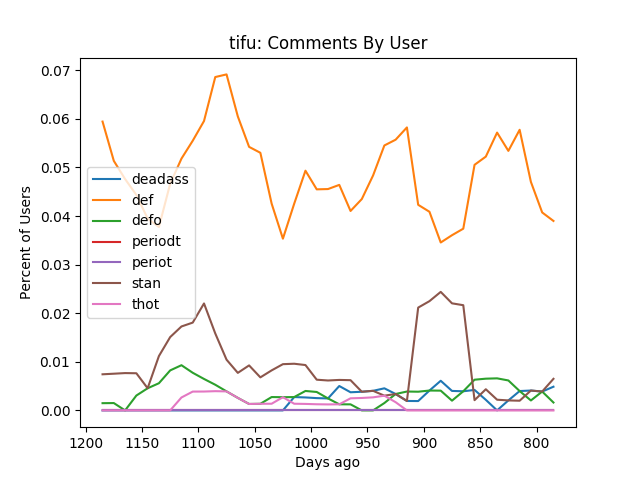 tifu: Comments By User
0.07
0.06
0.05
0.04
0.03
0.02
0.01
0.00
Percent of Users
deadass
def
defo
periodt
periot
stan
thot
1200 1150 1100 1050 1000 950 900 850 800
Days ago